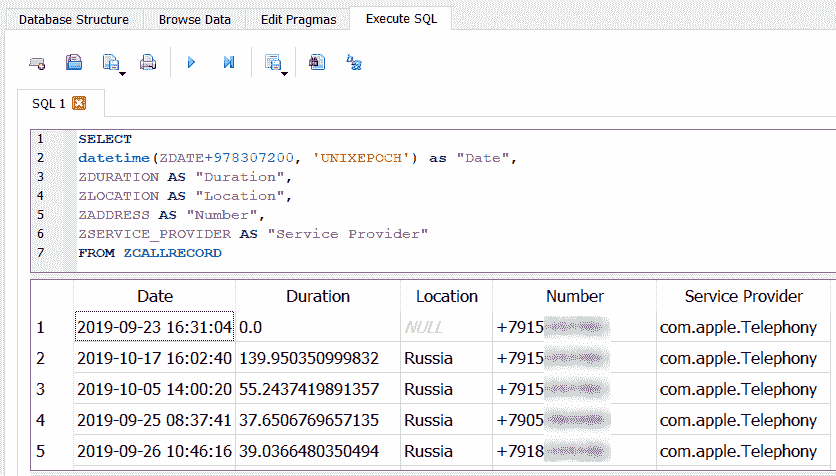 Database Structure Browse Data Edit Pragmas Execute SQL
SQL 1
1 SELECT
2 datetime(ZDATE+978307200, 'UNIXEPOCH') as "Date",
3 ZDURATION AS "Duration",
4 ZLOCATION AS "Location",
5 ZADDRESS AS "Number",
6 ZSERVICE_PROVIDER AS "Service Provider"
7 FROM ZCALLRECORD
Date Duration Location Number Service Provider
1 2019-09-23 16:31:04 0.0 NULL +7915 com.apple.Telephony
2 2019-10-17 16:02:40 139.950350999832 Russia +7915 com.apple.Telephony
3 2019-10-05 14:00:20 55.2437419891357 Russia +7915 com.apple.Telephony
4 2019-09-25 08:37:41 37.6506769657135 Russia +7905 com.apple.Telephony
5 2019-09-26 10:46:16 39.0366480350494 Russia +7918 com.apple.Telephony